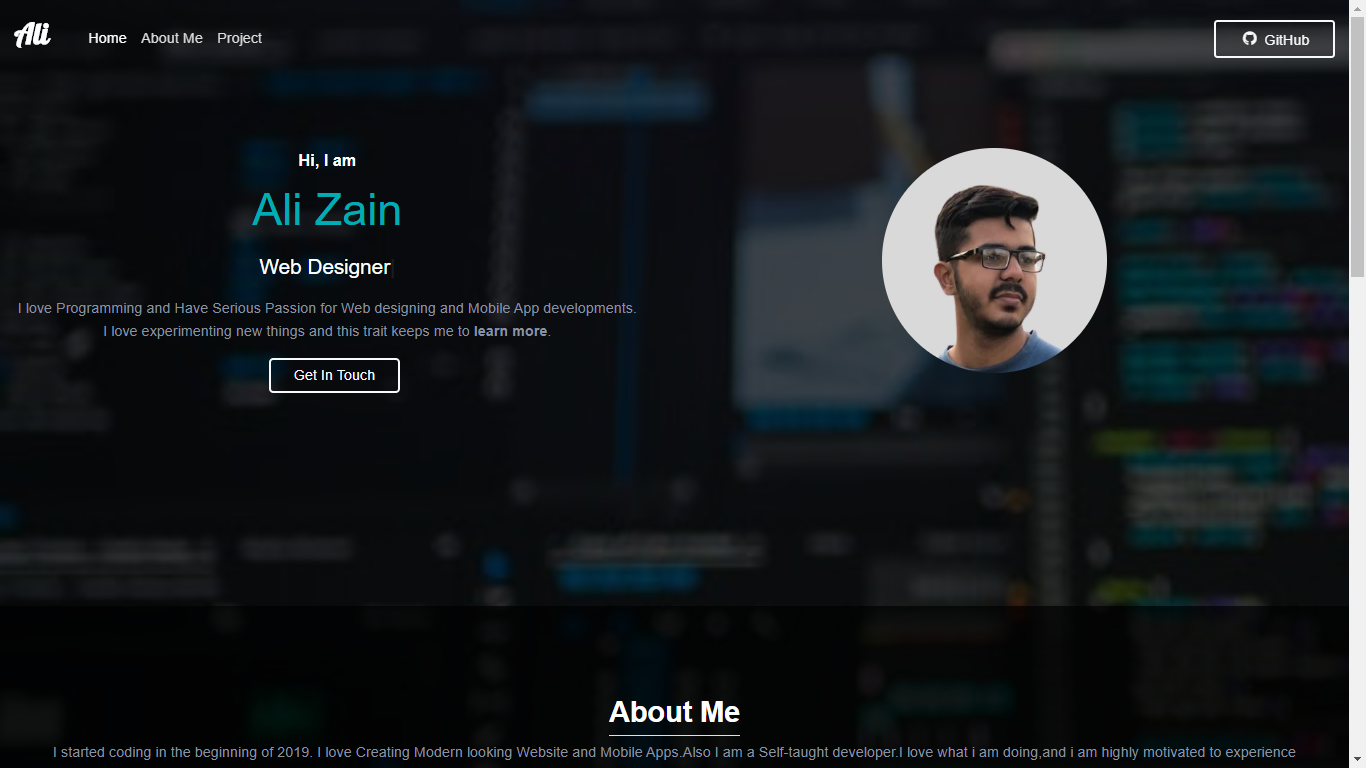 Ali
Home About Me Project
GitHub
Hi, I am
Ali Zain
Web Designer
I love Programming and Have Serious Passion for Web designing and Mobile App developments.
I love experimenting new things and this trait keeps me to learn more.
Get In Touch
About Me
I started coding in the beginning of 2019. I love Creating Modern looking Website and Mobile Apps.Also I am a Self-taught developer.I love what i am doing,and i am highly motivated to experience